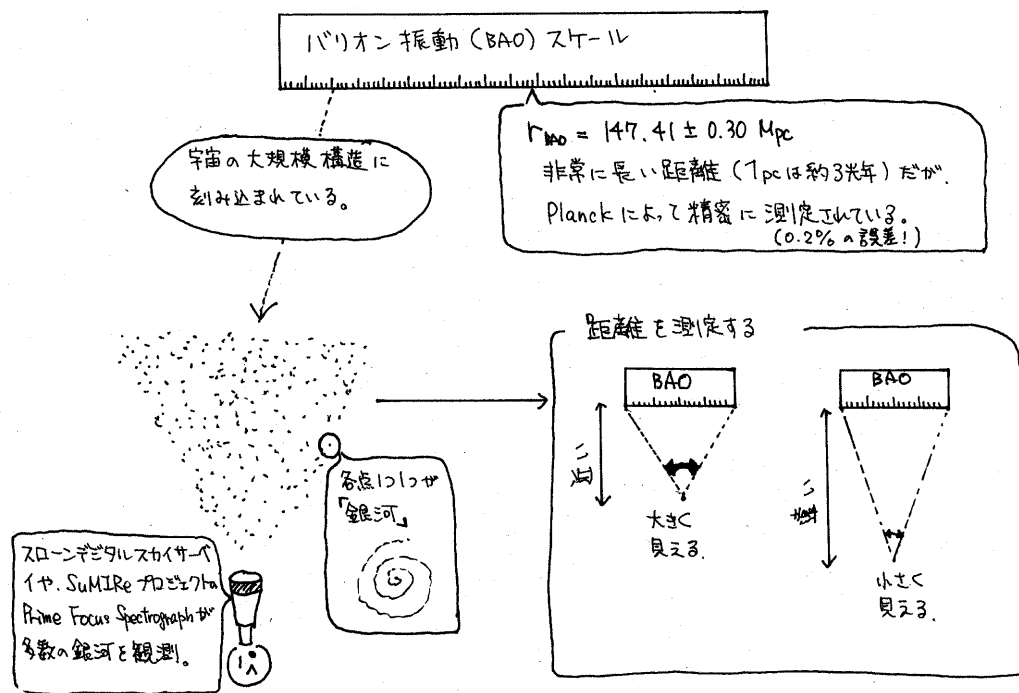 バリオン振動(BAO)スケール
r_BAO = 147.41 ± 0.30 Mpc
非常に長い距離(1pcは約3光年)だが、
Planckによって精密に測定されている。
(0.2%の誤差!)
宇宙の大規模構造に
刻み込まれている。
各点1つ1つが
「銀河」
スローンデジタルスカイサーベ
イや、SuMIReプロジェクトの
Prime Focus Spectrographが
多数の銀河を観測。
距離を測定する
BAO
近い
大きく
見える.
BAO
遠い
小さく
見える.